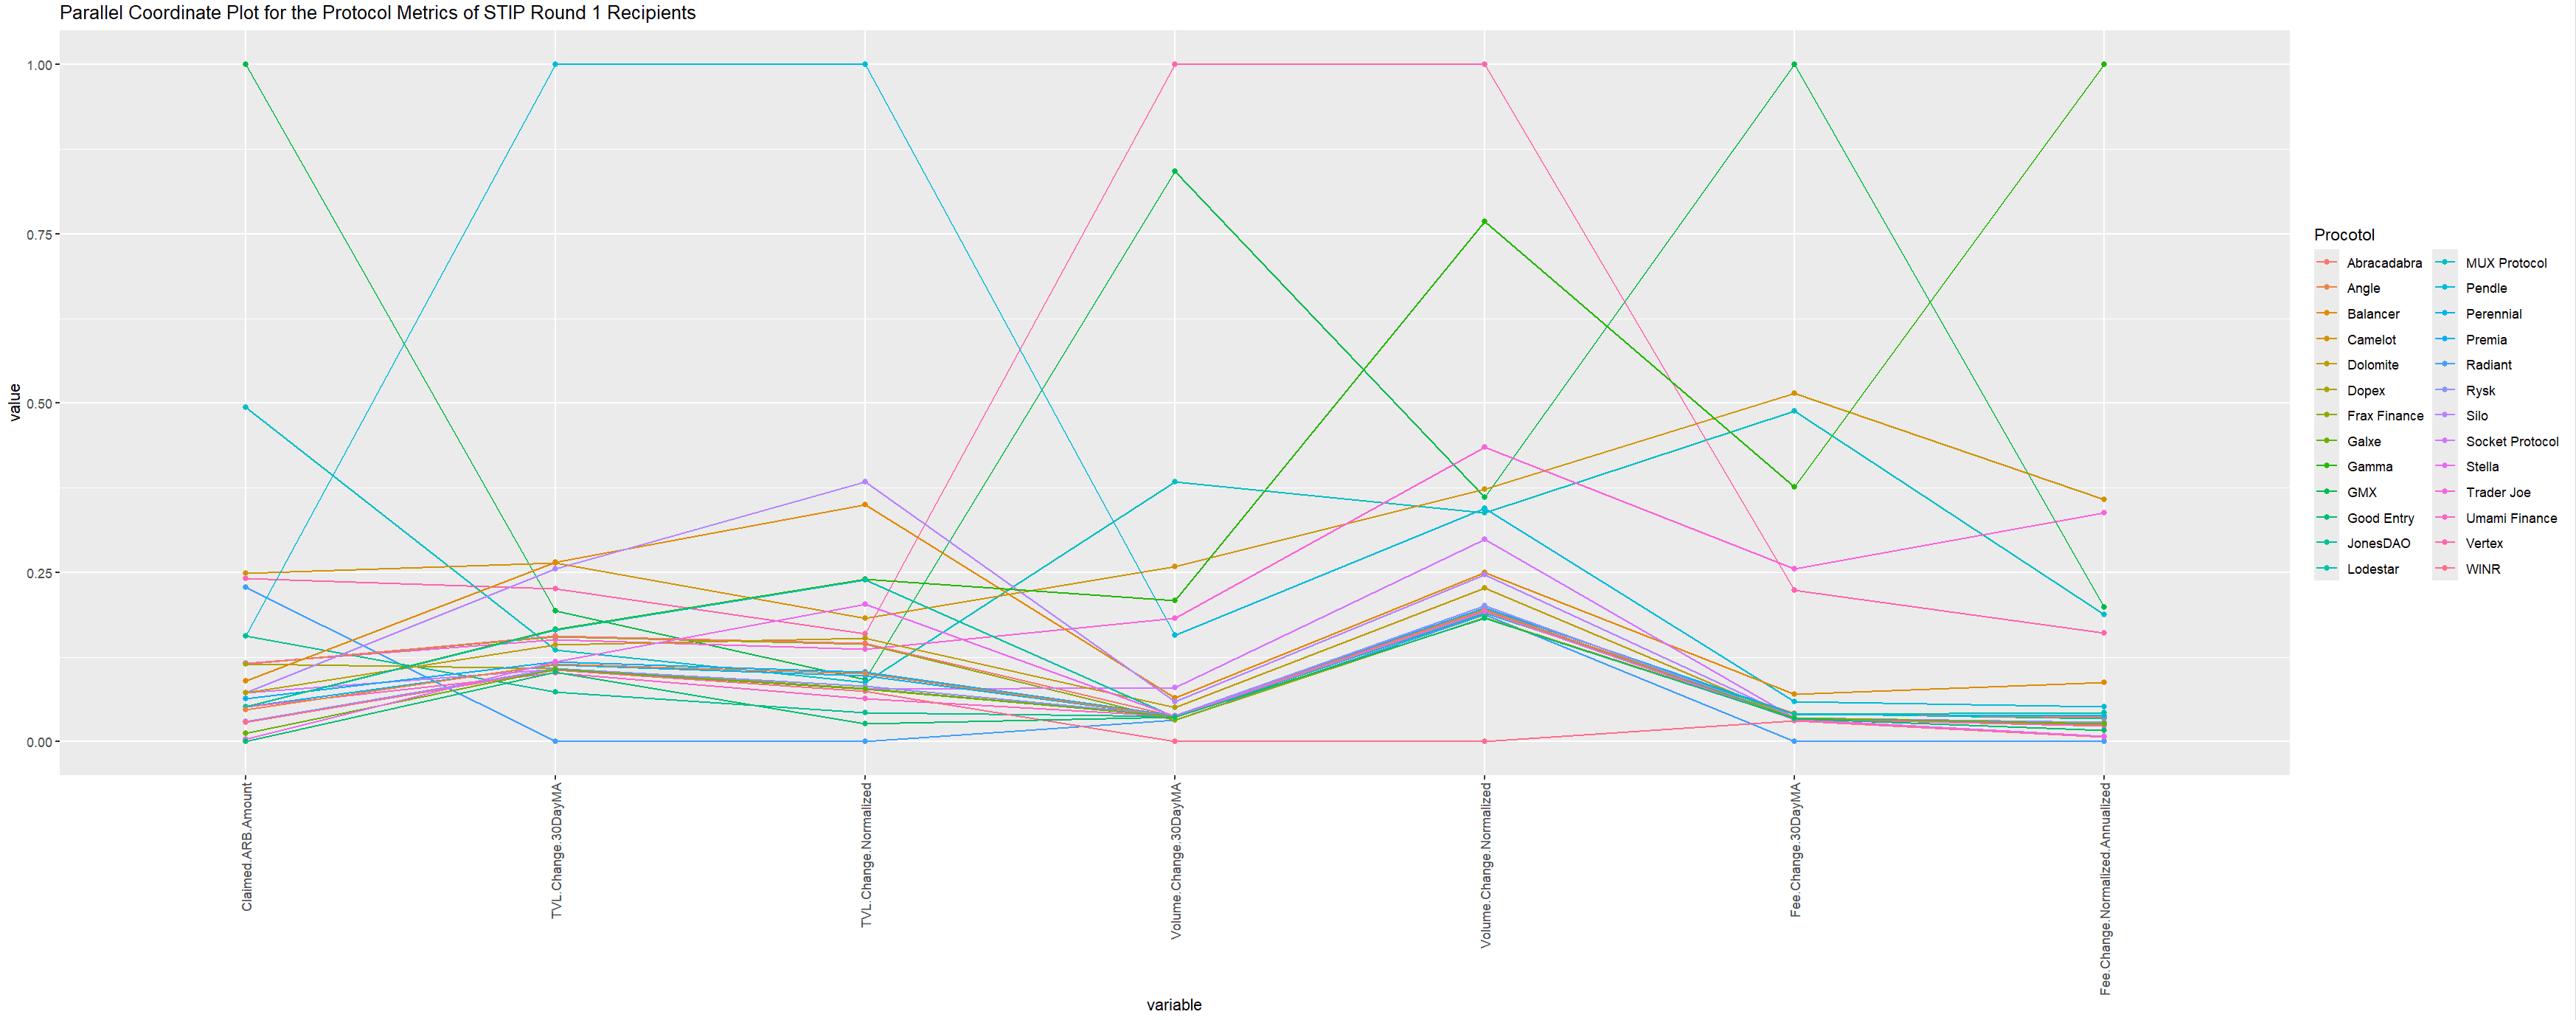 Parallel Coordinate Plot for the Protocol Metrics of STIP Round 1 Recipients
1.00
0.75
0.50
0.25
0.00
value
Claimed.ARB.Amount
TVL.Change.30DayMA
TVL.Change.Normalized
Volume.Change.30DayMA
Volume.Change.Normalized
Fee.Change.30DayMA
Fee.Change.Normalized.Annualized
variable
Procotol
Abracadabra
Angle
Balancer
Camelot
Dolomite
Dopex
Frax Finance
Galxe
Gamma
GMX
Good Entry
JonesDAO
Lodestar
MUX Protocol
Pendle
Perennial
Premia
Radiant
Rysk
Silo
Socket Protocol
Stella
Trader Joe
Umami Finance
Vertex
WINR